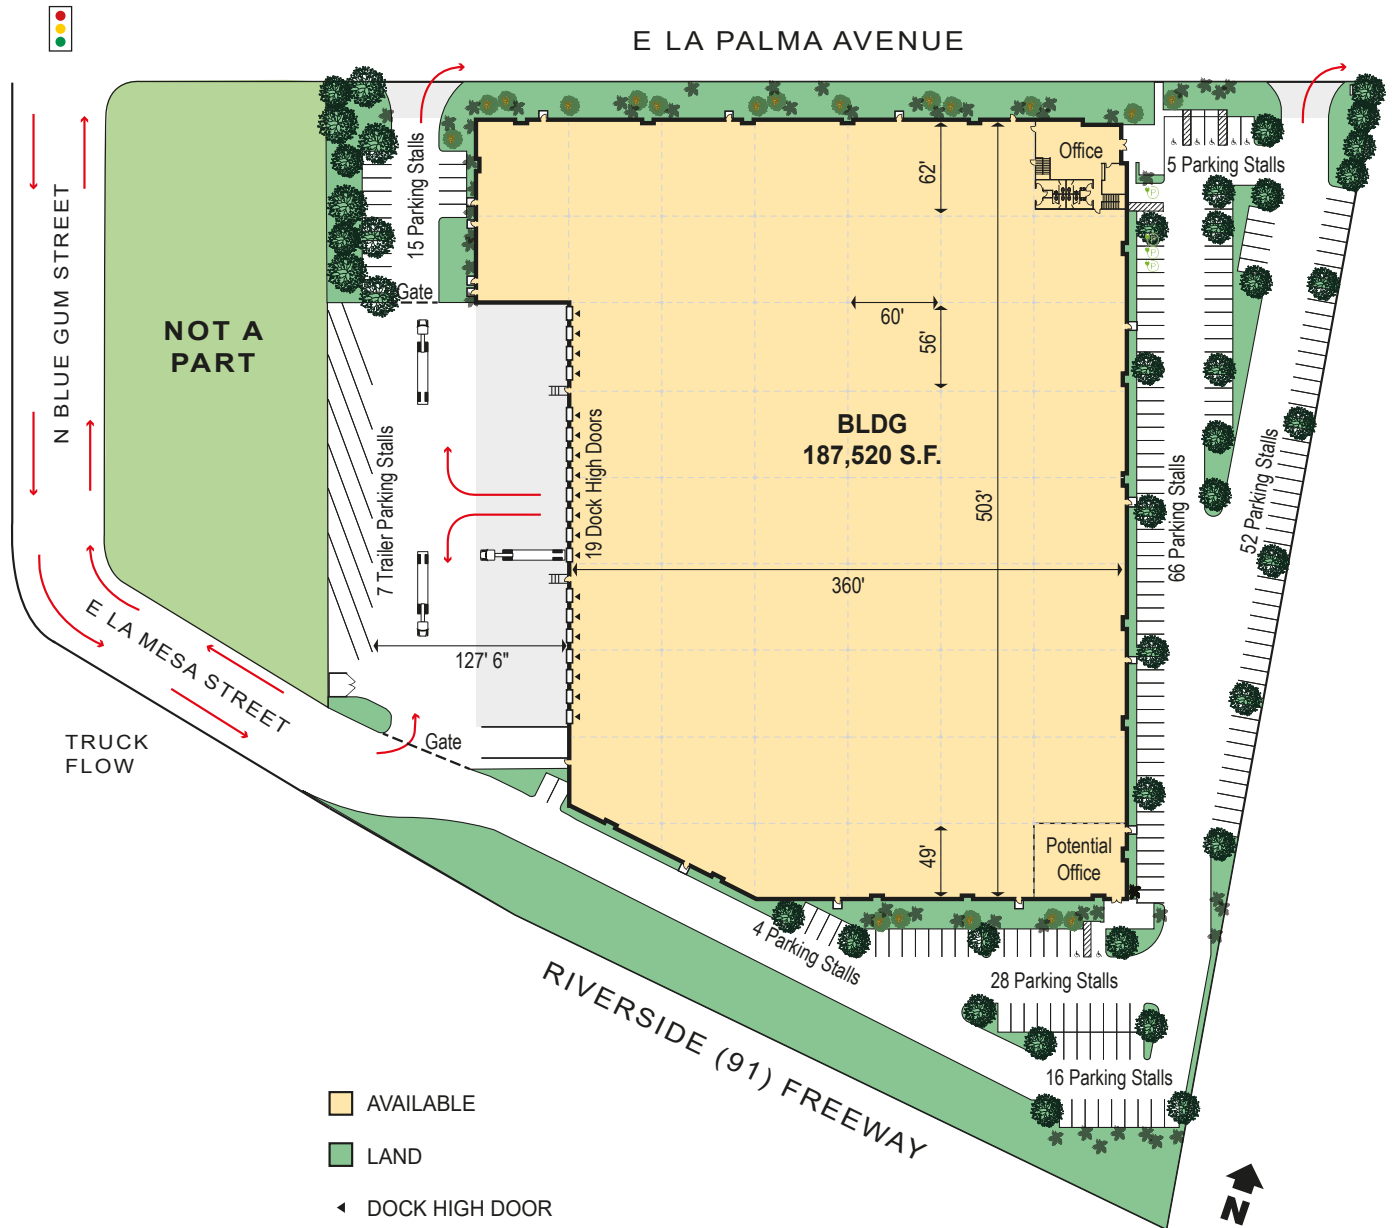 E LA PALMA AVENUE
N BLUE GUM STREET
NOT A
PART
15 Parking Stalls
Gate
62'
Office
5 Parking Stalls
60'
56'
BLDG
187,520 S.F.
503'
360'
7 Trailer Parking Stalls
19 Dock High Doors
127' 6"
66 Parking Stalls
52 Parking Stalls
E LA MESA STREET
TRUCK
FLOW
Gate
49'
Potential
Office
4 Parking Stalls
28 Parking Stalls
16 Parking Stalls
RIVERSIDE (91) FREEWAY
AVAILABLE
LAND
DOCK HIGH DOOR
N